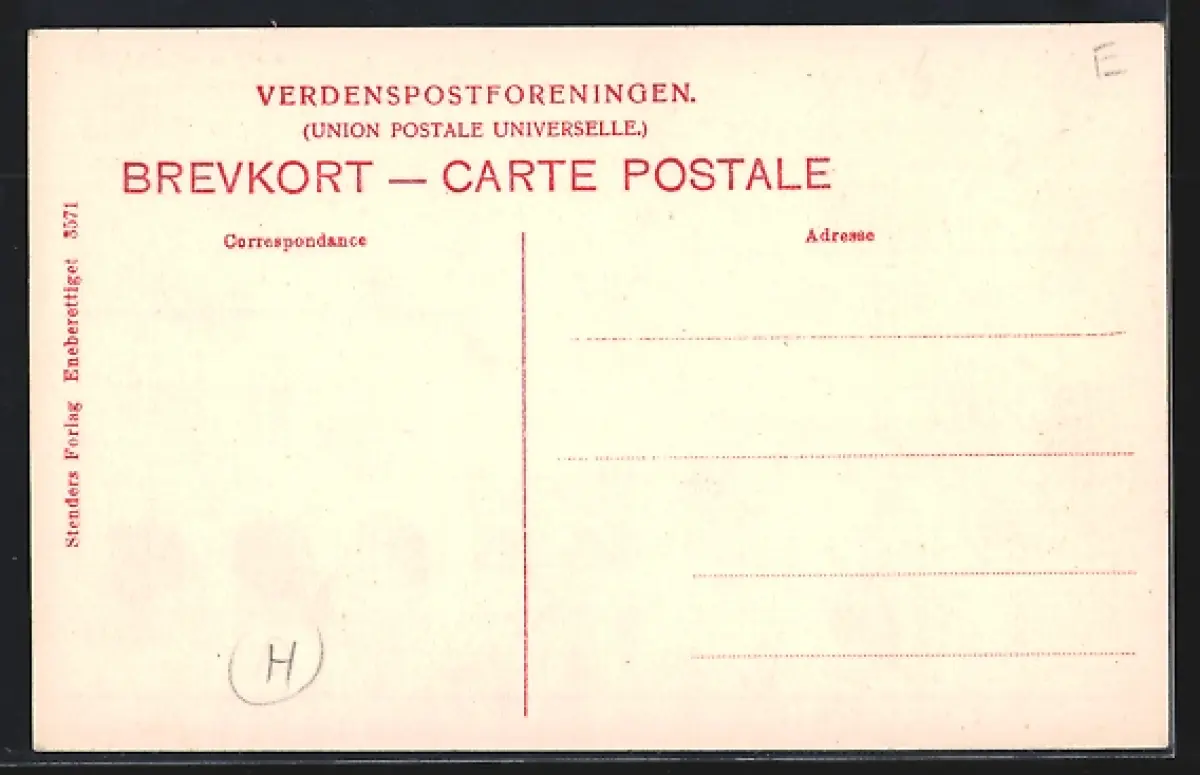 VERDENSPOSTFORENINGEN.
(UNION POSTALE UNIVERSELLE.)
BREVKORT — CARTE POSTALE
Correspondance
Adresse
Stenders Forlag Eneberettiget 3571
E
H